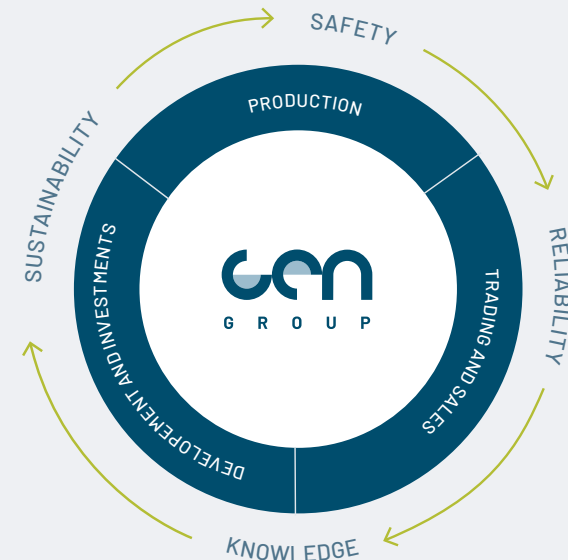 SAFETY
PRODUCTION
SUSTAINABILITY
RELIABILITY
gen
GROUP
TRADING AND SALES
DEVELOPEMENT AND INVESTMENTS
KNOWLEDGE